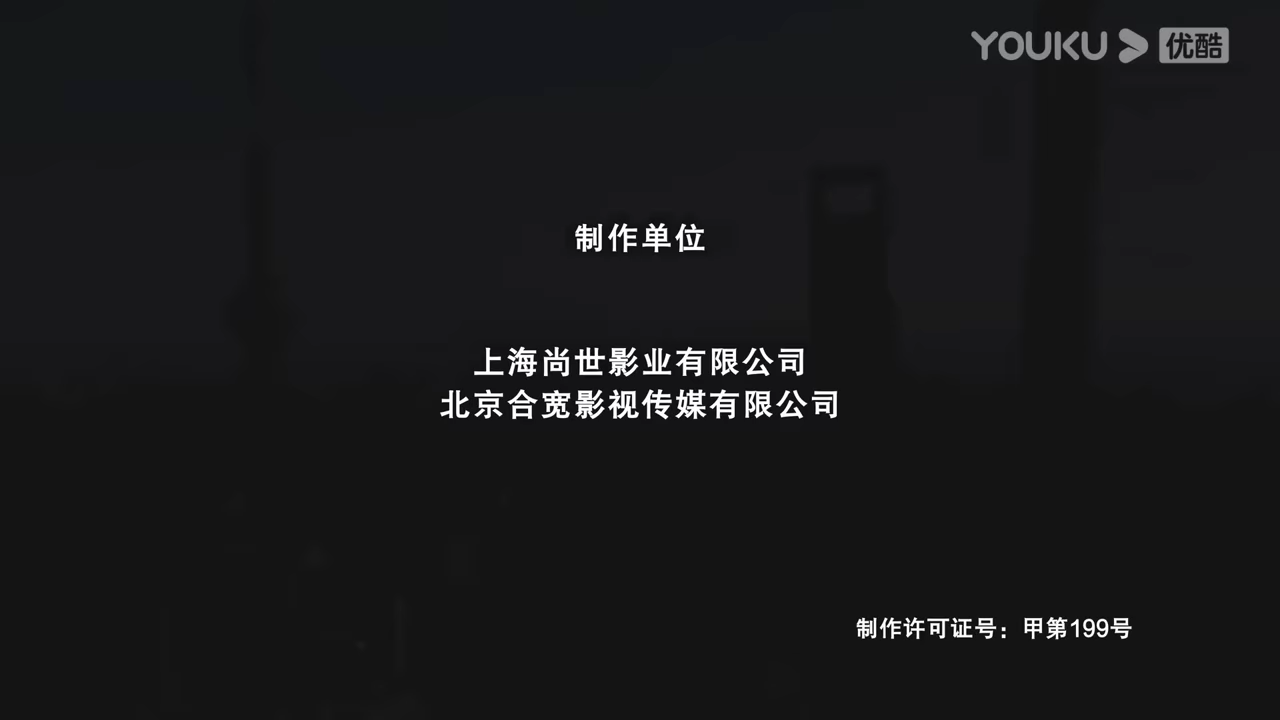 YOUKU 优酷
制作单位
上海尚世影业有限公司
北京合宽影视传媒有限公司
制作许可证号：甲第199号